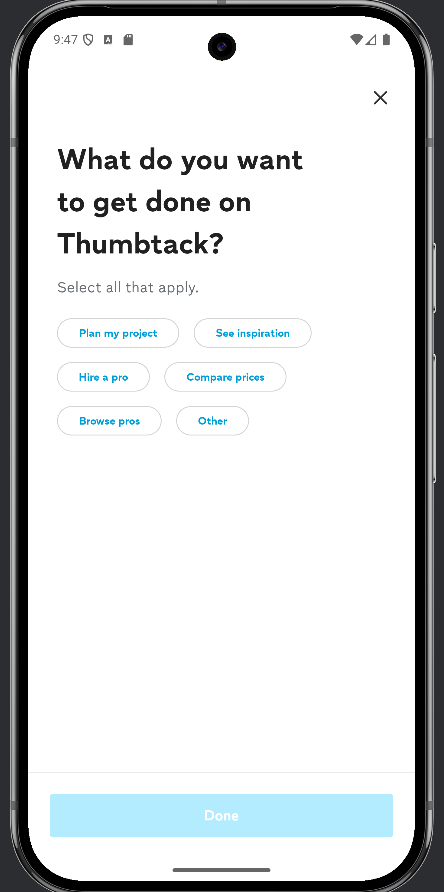 9:47
What do you want
to get done on
Thumbtack?
Select all that apply.
Plan my project
See inspiration
Hire a pro
Compare prices
Browse pros
Other
Done